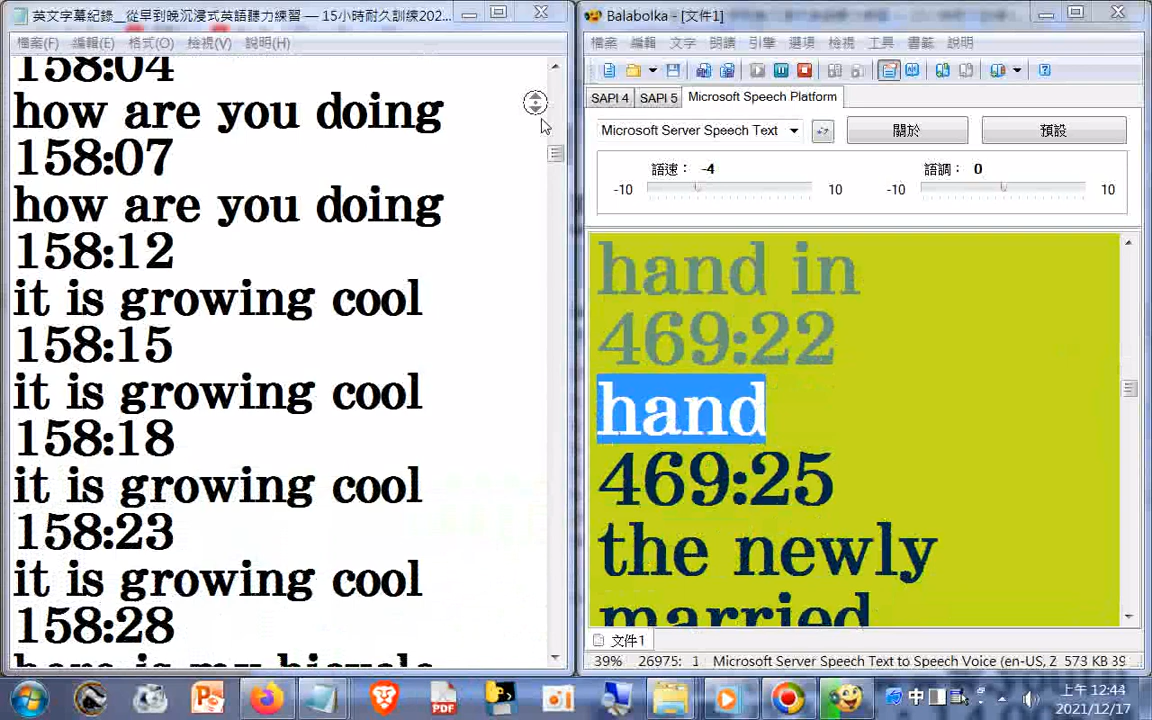 英文字幕紀錄__從早到晚沉浸式英語聽力練習 — 15小時耐久訓練202...
檔案(F) 編輯(E) 格式(O) 檢視(V) 說明(H)
158:04
how are you doing
158:07
how are you doing
158:12
it is growing cool
158:15
it is growing cool
158:18
it is growing cool
158:23
it is growing cool
158:28
here is my bicycle
Balabolka - [文件1]
檔案 編輯 文字 朗讀 引擎 選項 檢視 工具 書籤 說明
SAPI 4 SAPI 5 Microsoft Speech Platform
Microsoft Server Speech Text 關於 預設
語速： -4 語調： 0
-10 10 -10 10
hand in
469:22
hand
469:25
the newly
married
文件1
39% 26975: 1 Microsoft Server Speech Text to Speech Voice (en-US, Z 573 KB 39
中
上午 12:44
2021/12/17